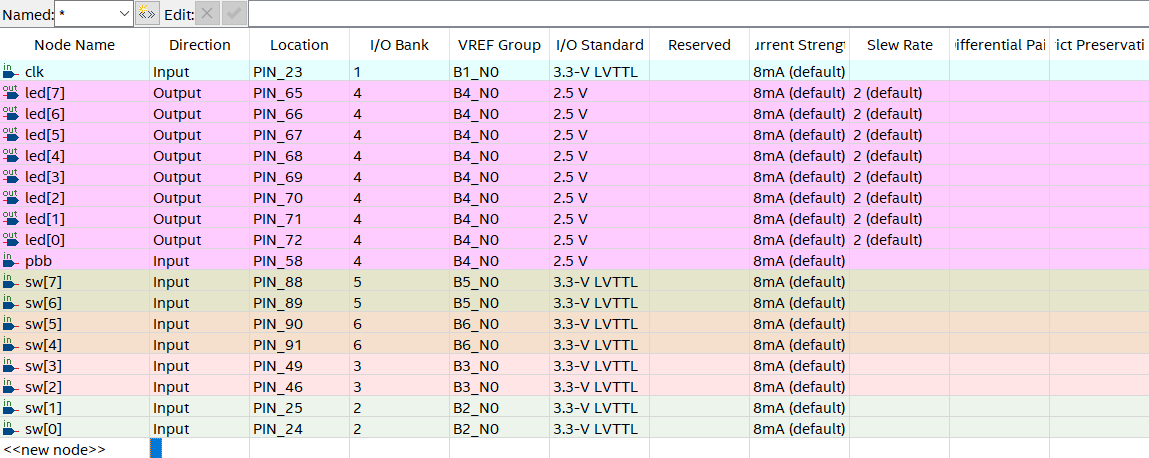 Named: * «» Edit:
Node Name Direction Location I/O Bank VREF Group I/O Standard Reserved urrent Strengt Slew Rate ifferential Pai ict Preservati
in clk Input PIN_23 1 B1_N0 3.3-V LVTTL 8mA (default)
out led[7] Output PIN_65 4 B4_N0 2.5 V 8mA (default) 2 (default)
out led[6] Output PIN_66 4 B4_N0 2.5 V 8mA (default) 2 (default)
out led[5] Output PIN_67 4 B4_N0 2.5 V 8mA (default) 2 (default)
out led[4] Output PIN_68 4 B4_N0 2.5 V 8mA (default) 2 (default)
out led[3] Output PIN_69 4 B4_N0 2.5 V 8mA (default) 2 (default)
out led[2] Output PIN_70 4 B4_N0 2.5 V 8mA (default) 2 (default)
out led[1] Output PIN_71 4 B4_N0 2.5 V 8mA (default) 2 (default)
out led[0] Output PIN_72 4 B4_N0 2.5 V 8mA (default) 2 (default)
in pbb Input PIN_58 4 B4_N0 2.5 V 8mA (default)
in sw[7] Input PIN_88 5 B5_N0 3.3-V LVTTL 8mA (default)
in sw[6] Input PIN_89 5 B5_N0 3.3-V LVTTL 8mA (default)
in sw[5] Input PIN_90 6 B6_N0 3.3-V LVTTL 8mA (default)
in sw[4] Input PIN_91 6 B6_N0 3.3-V LVTTL 8mA (default)
in sw[3] Input PIN_49 3 B3_N0 3.3-V LVTTL 8mA (default)
in sw[2] Input PIN_46 3 B3_N0 3.3-V LVTTL 8mA (default)
in sw[1] Input PIN_25 2 B2_N0 3.3-V LVTTL 8mA (default)
in sw[0] Input PIN_24 2 B2_N0 3.3-V LVTTL 8mA (default)
<<new node>>